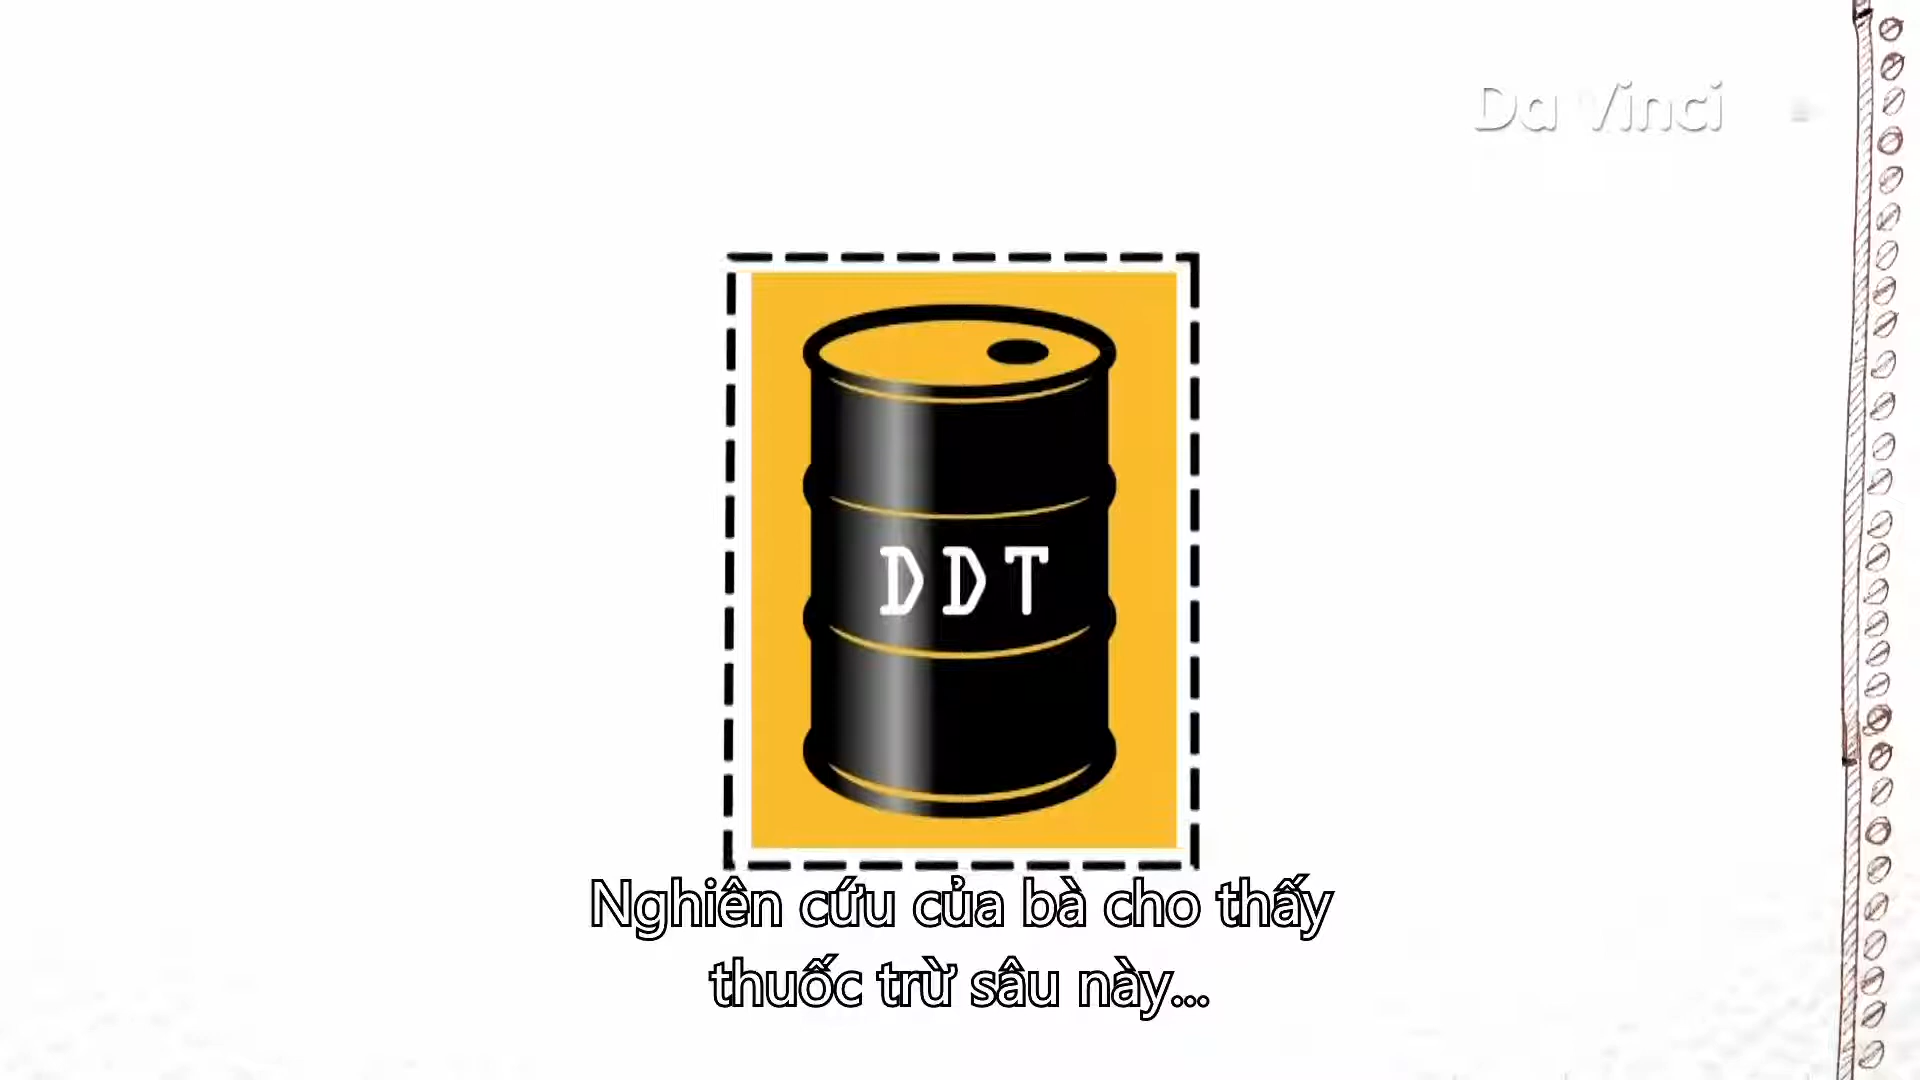 Da Vinci
DDT
Nghiên cứu của bà cho thấy
thuốc trừ sâu này...